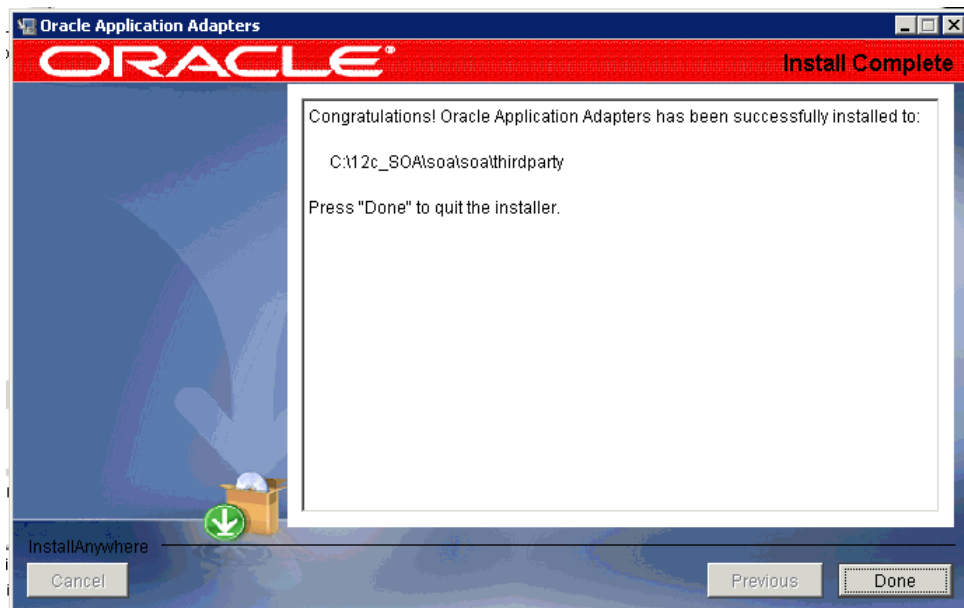 Oracle Application Adapters
ORACLE®
Install Complete
Congratulations! Oracle Application Adapters has been successfully installed to:
C:\12c_SOA\soa\soa\thirdparty
Press "Done" to quit the installer.
InstallAnywhere
Cancel
Previous
Done